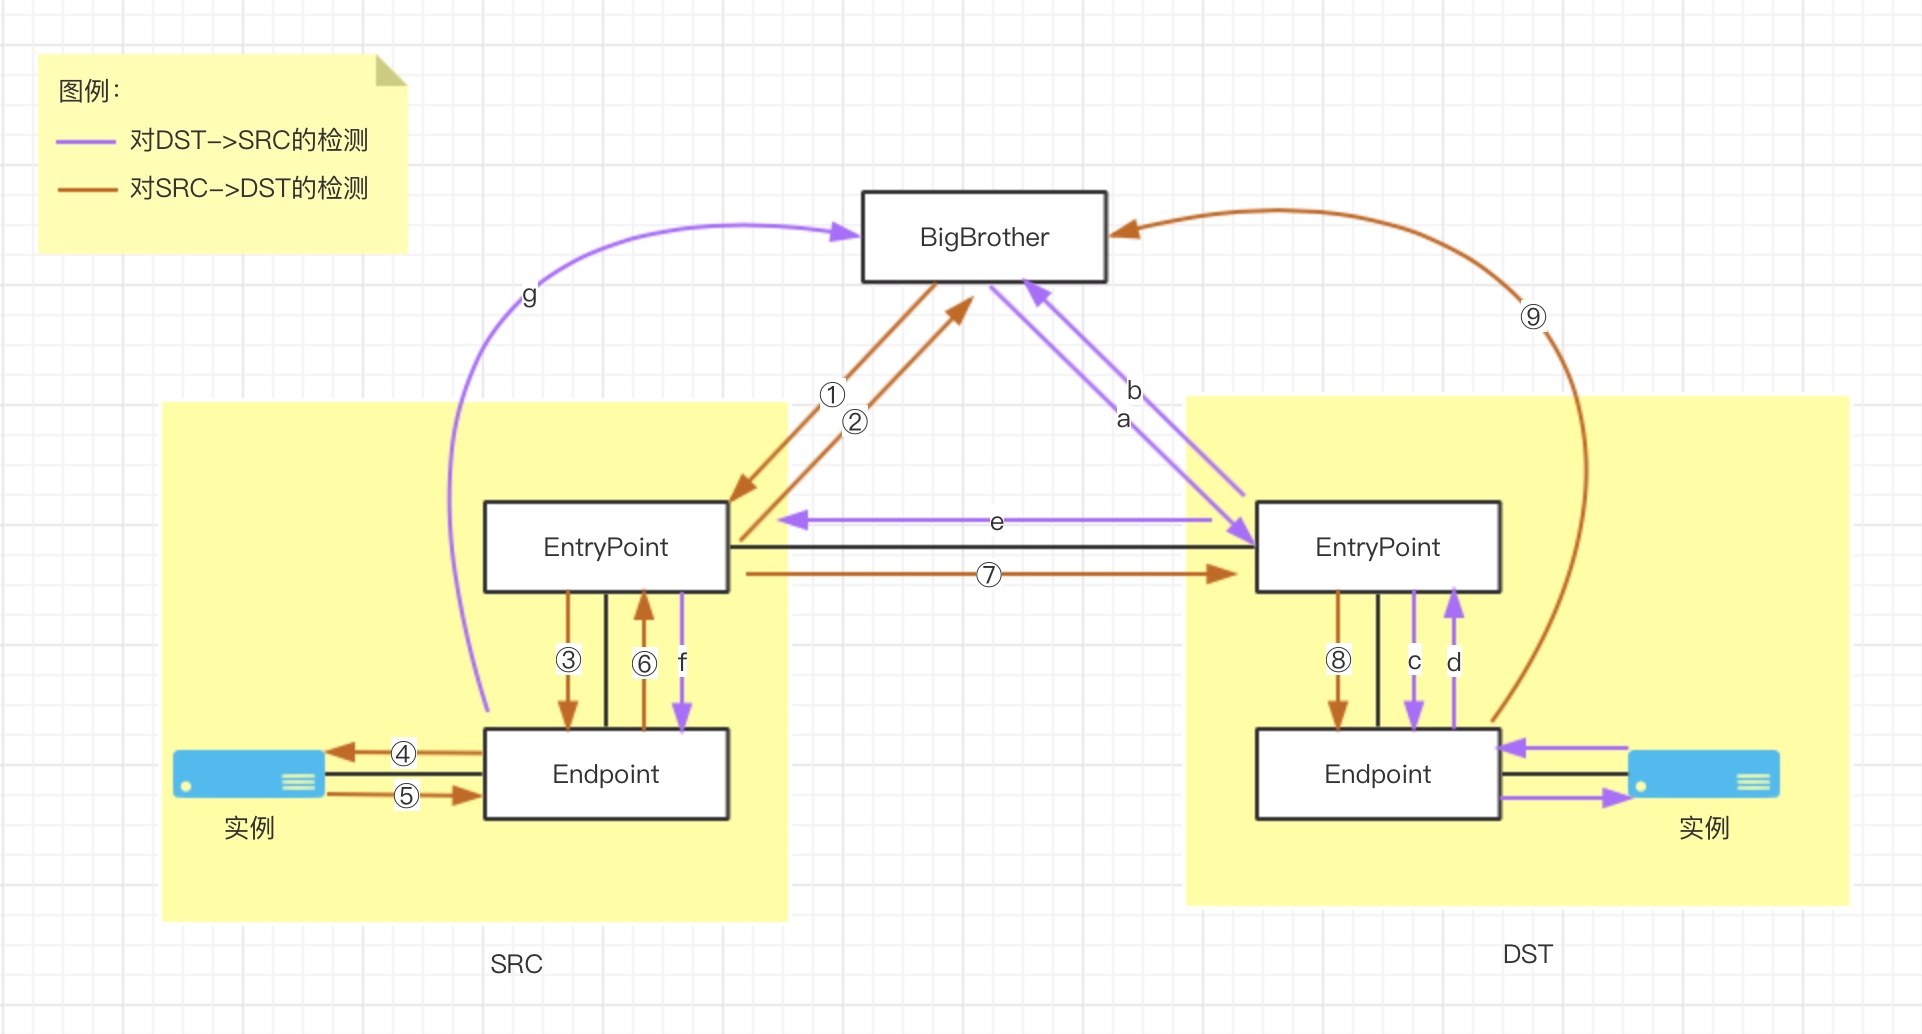 图例：
对DST->SRC的检测
对SRC->DST的检测
BigBrother
g
⑨
①
②
b
a
EntryPoint
e
EntryPoint
⑦
③
⑥
f
⑧
c
d
④
Endpoint
⑤
实例
Endpoint
实例
SRC
DST